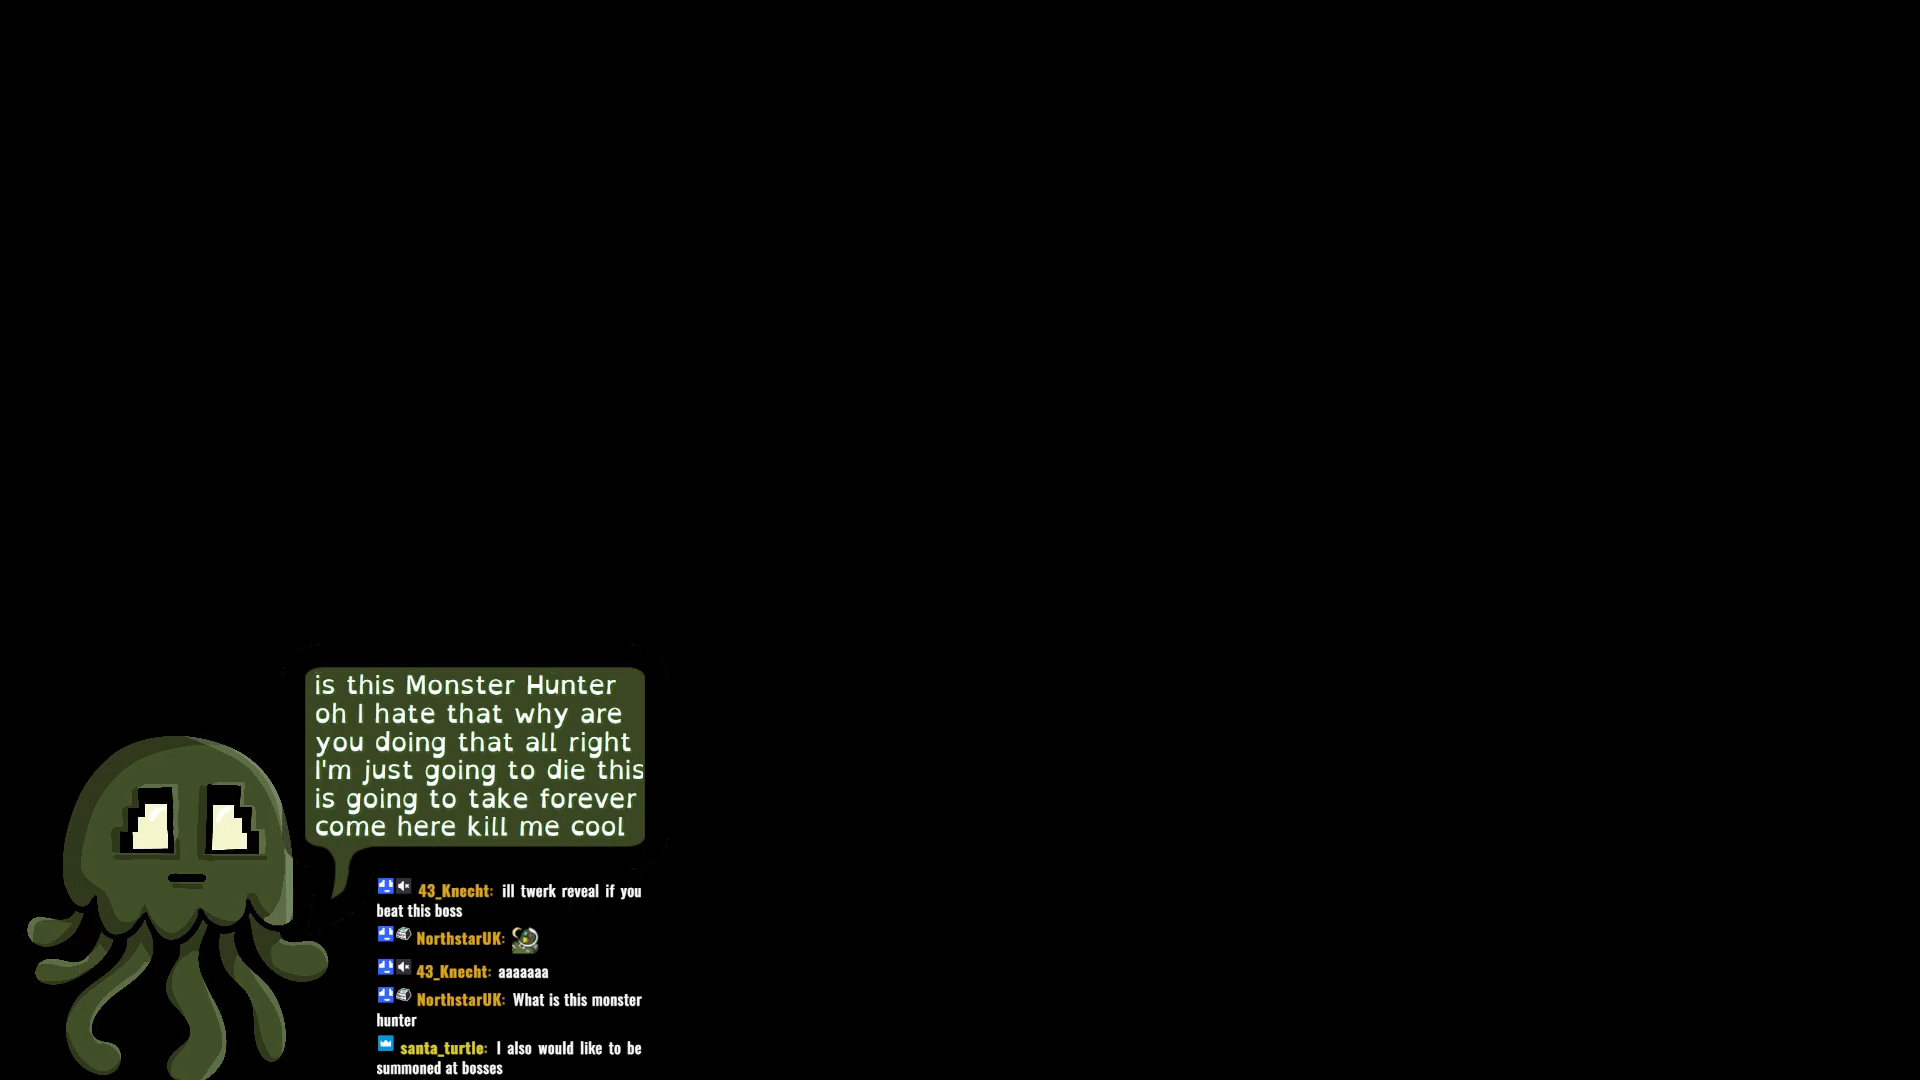 is this Monster Hunter
oh I hate that why are
you doing that all right
I'm just going to die this
is going to take forever
come here kill me cool
43_Knecht: ill twerk reveal if you
beat this boss
NorthstarUK:
43_Knecht: aaaaaaa
NorthstarUK: What is this monster
hunter
santa_turtle: I also would like to be
summoned at bosses